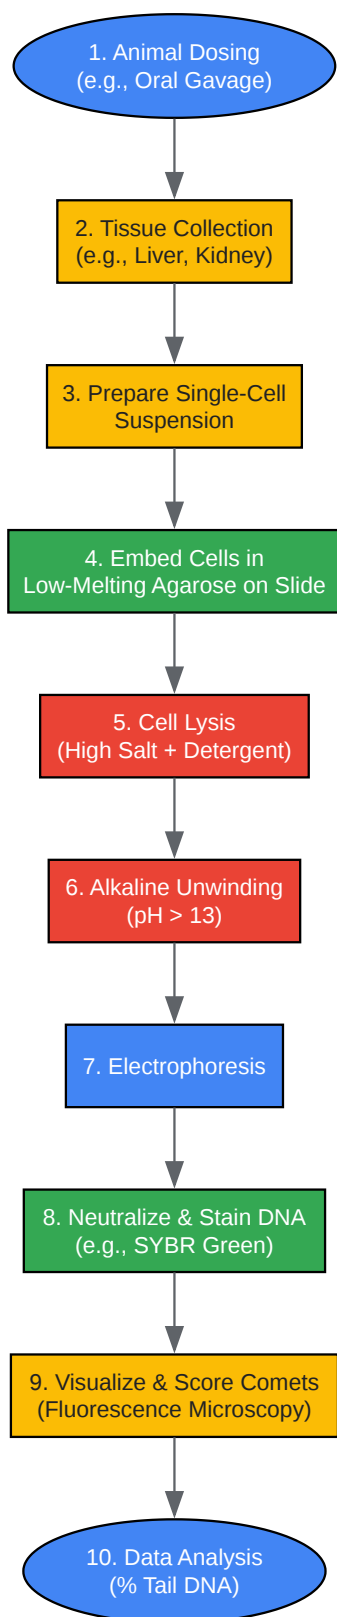 1. Animal Dosing
(e.g., Oral Gavage)
2. Tissue Collection
(e.g., Liver, Kidney)
3. Prepare Single-Cell
Suspension
4. Embed Cells in
Low-Melting Agarose on Slide
5. Cell Lysis
(High Salt + Detergent)
6. Alkaline Unwinding
(pH > 13)
7. Electrophoresis
8. Neutralize & Stain DNA
(e.g., SYBR Green)
9. Visualize & Score Comets
(Fluorescence Microscopy)
10. Data Analysis
(% Tail DNA)